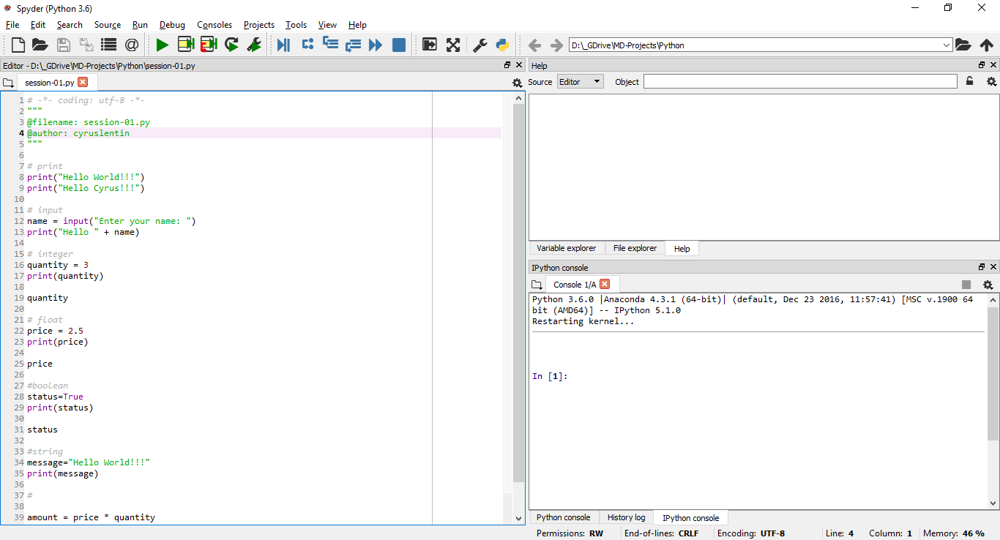 Spyder (Python 3.6)
File Edit Search Source Run Debug Consoles Projects Tools View Help
D:\_GDrive\MD-Projects\Python
Editor - D:\_GDrive\MD-Projects\Python\session-01.py
session-01.py
1 # -*- coding: utf-8 -*-
2 """
3 @filename: session-01.py
4 @author: cyruslentin
5 """
6
7 # print
8 print("Hello World!!!")
9 print("Hello Cyrus!!!")
10
11 # input
12 name = input("Enter your name: ")
13 print("Hello " + name)
14
15 # integer
16 quantity = 3
17 print(quantity)
18
19 quantity
20
21 # float
22 price = 2.5
23 print(price)
24
25 price
26
27 #boolean
28 status=True
29 print(status)
30
31 status
32
33 #string
34 message="Hello World!!!"
35 print(message)
36
37 #
38
39 amount = price * quantity
Help
Source Editor Object
Variable explorer File explorer Help
IPython console
Console 1/A
Python 3.6.0 |Anaconda 4.3.1 (64-bit)| (default, Dec 23 2016, 11:57:41) [MSC v.1900 64
bit (AMD64)] -- IPython 5.1.0
Restarting kernel...
In [1]:
Python console History log IPython console
Permissions: RW End-of-lines: CRLF Encoding: UTF-8 Line: 4 Column: 1 Memory: 46 %